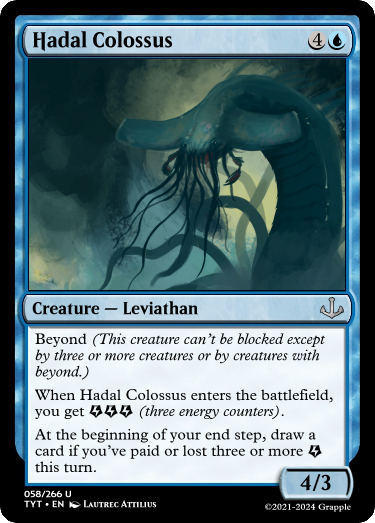 Hadal Colossus 4
Creature — Leviathan
Beyond (This creature can't be blocked except
by three or more creatures or by creatures with
beyond.)
When Hadal Colossus enters the battlefield,
you get (three energy counters).
At the beginning of your end step, draw a
card if you've paid or lost three or more
this turn.
4/3
058/266 U
TYT • EN Lautrec Attilius
©2021-2024 Grapple